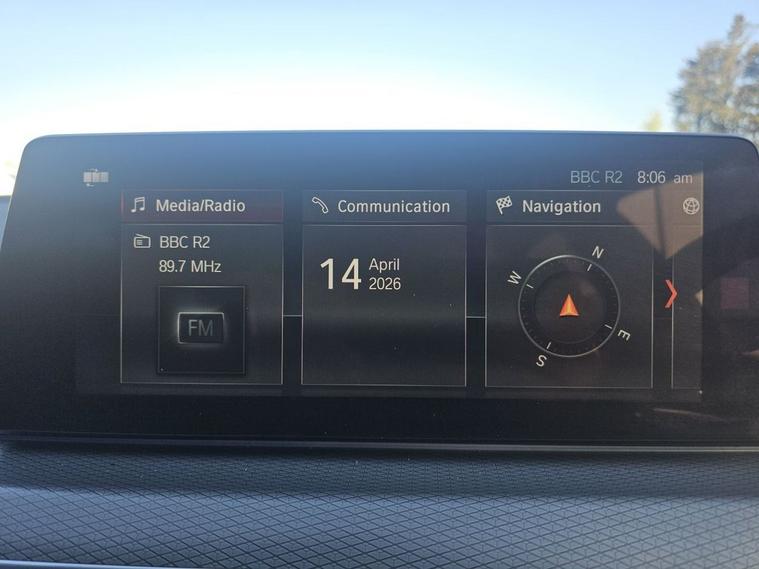 BBC R2 8:06 am
Media/Radio
Communication
Navigation
BBC R2
89.7 MHz
FM
14 April
2026
N
W
E
S